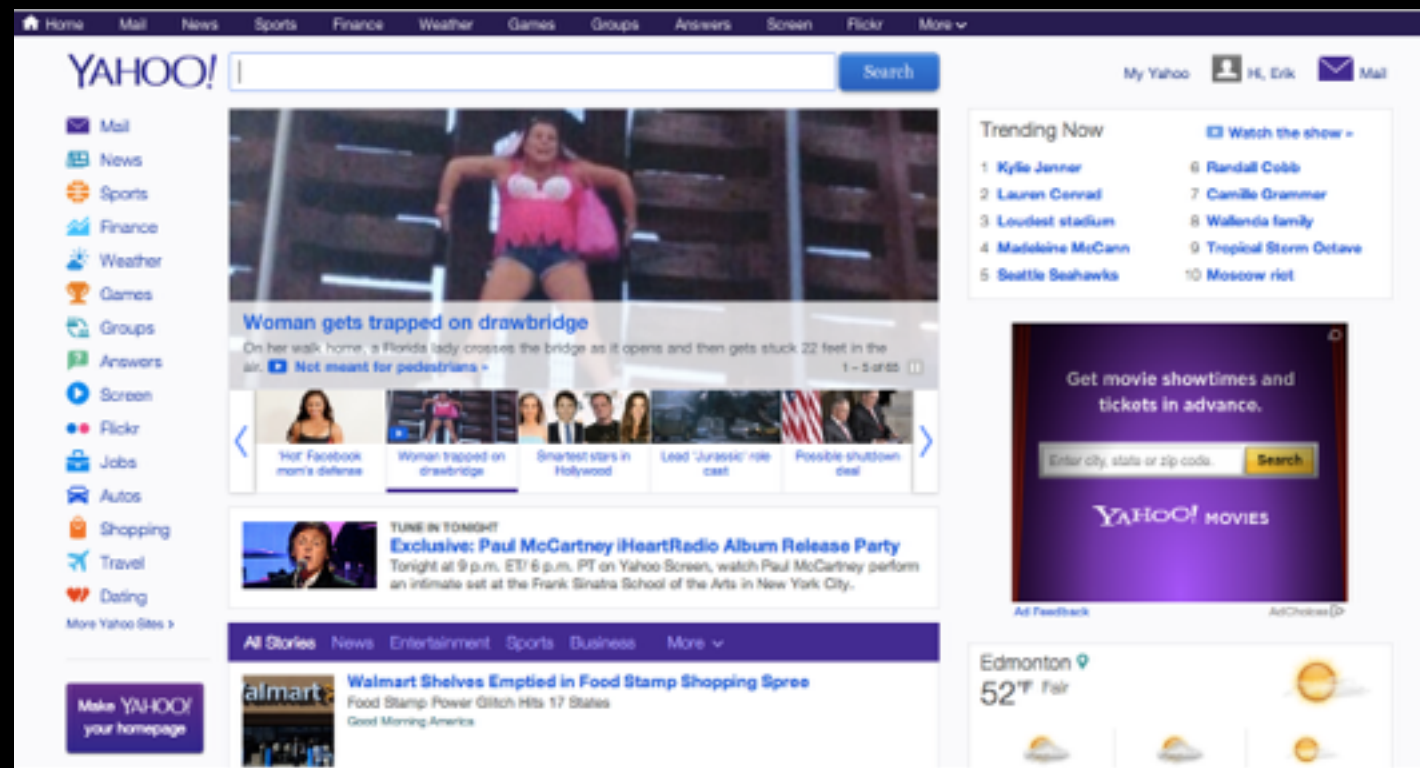 Home Mail News Sports Finance Weather Games Groups Answers Screen Flickr More
YAHOO!
Search
My Yahoo Hi, Erik Mail
Mail
News
Sports
Finance
Weather
Games
Groups
Answers
Screen
Flickr
Jobs
Autos
Shopping
Travel
Dating
More Yahoo Sites >
Make YAHOO!
your homepage
Woman gets trapped on drawbridge
On her walk home, a Florida lady crosses the bridge as it opens and then gets stuck 22 feet in the
air. Not meant for pedestrians »
1 – 5 of 65
'Hot' Facebook
mom's defense
Woman trapped on
drawbridge
Smartest stars in
Hollywood
Lead 'Jurassic' role
cast
Possible shutdown
deal
TUNE IN TONIGHT
Exclusive: Paul McCartney iHeartRadio Album Release Party
Tonight at 9 p.m. ET/ 6 p.m. PT on Yahoo Screen, watch Paul McCartney perform
an intimate set at the Frank Sinatra School of the Arts in New York City.
All Stories News Entertainment Sports Business More
almart
Walmart Shelves Emptied in Food Stamp Shopping Spree
Food Stamp Power Glitch Hits 17 States
Good Morning America
Trending Now
Watch the show »
1 Kylie Jenner
2 Lauren Conrad
3 Loudest stadium
4 Madeleine McCann
5 Seattle Seahawks
6 Randall Cobb
7 Camille Grammer
8 Wallenda family
9 Tropical Storm Octave
10 Moscow riot
Get movie showtimes and
tickets in advance.
Enter city, state or zip code. Search
YAHOO! MOVIES
Ad Feedback
AdChoices
Edmonton
52°F Fair